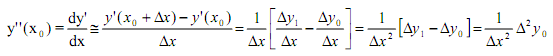 y''(x₀) = dy'/dx ≅ (y'(x₀ + Δx) − y'(x₀))/Δx = 1/Δx [Δy₁/Δx − Δy₀/Δx] = 1/Δx² [Δy₁ − Δy₀] = 1/Δx² Δ²y₀